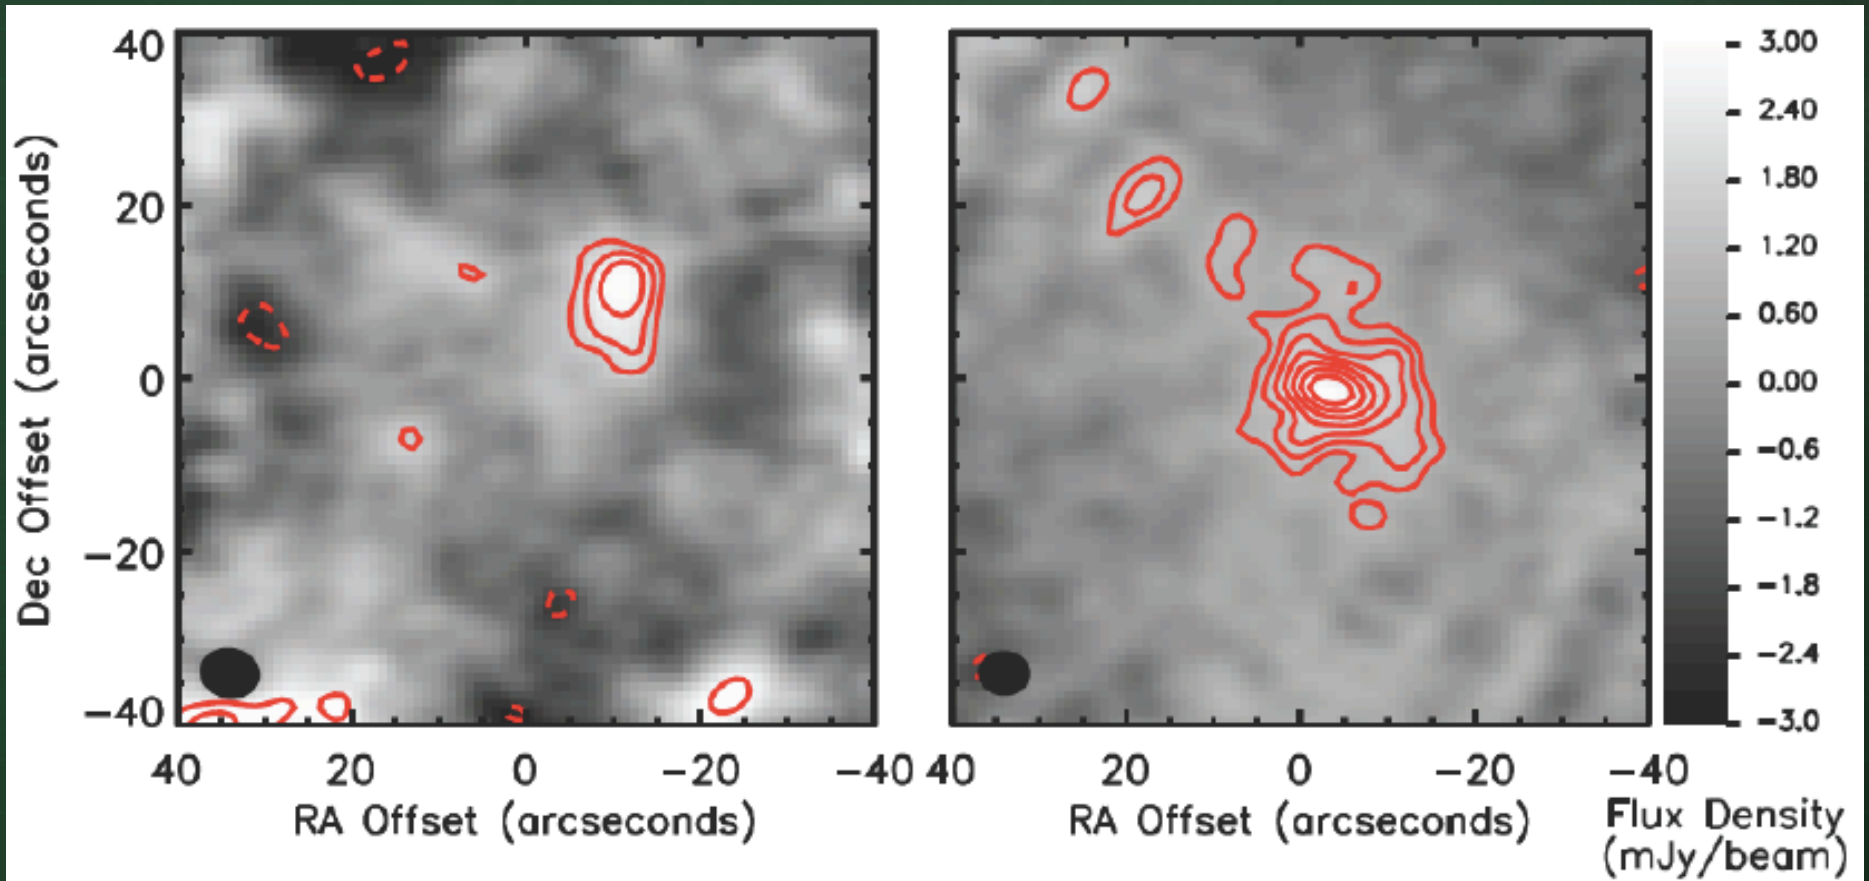 40
20
0
−20
−40
Dec Offset (arcseconds)
40 20 0 −20 −40
RA Offset (arcseconds)
40 20 0 −20 −40
RA Offset (arcseconds)
3.00
2.40
1.80
1.20
0.60
0.00
−0.6
−1.2
−1.8
−2.4
−3.0
Flux Density
(mJy/beam)